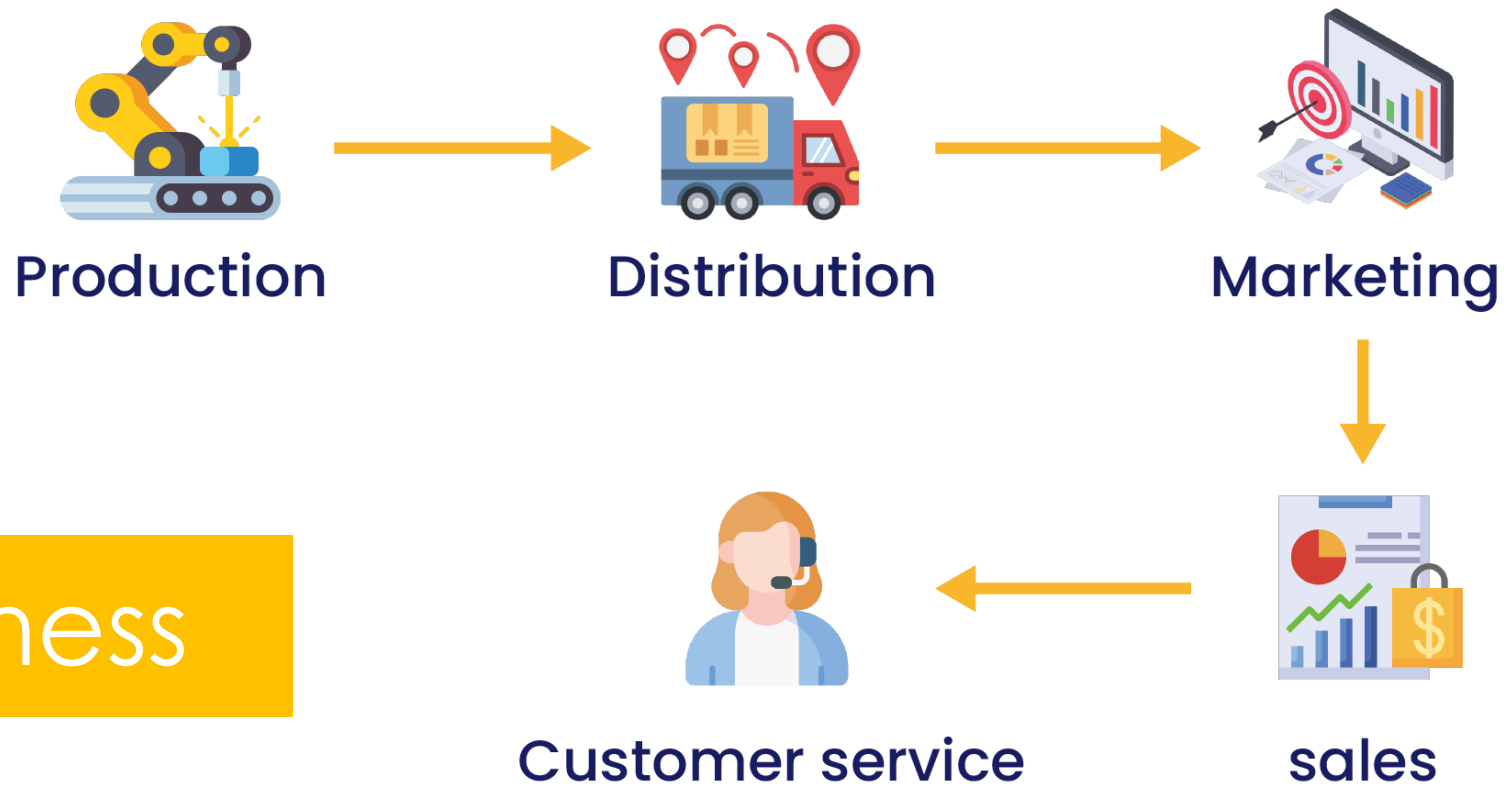 Production
Distribution
Marketing
ness
Customer service
sales